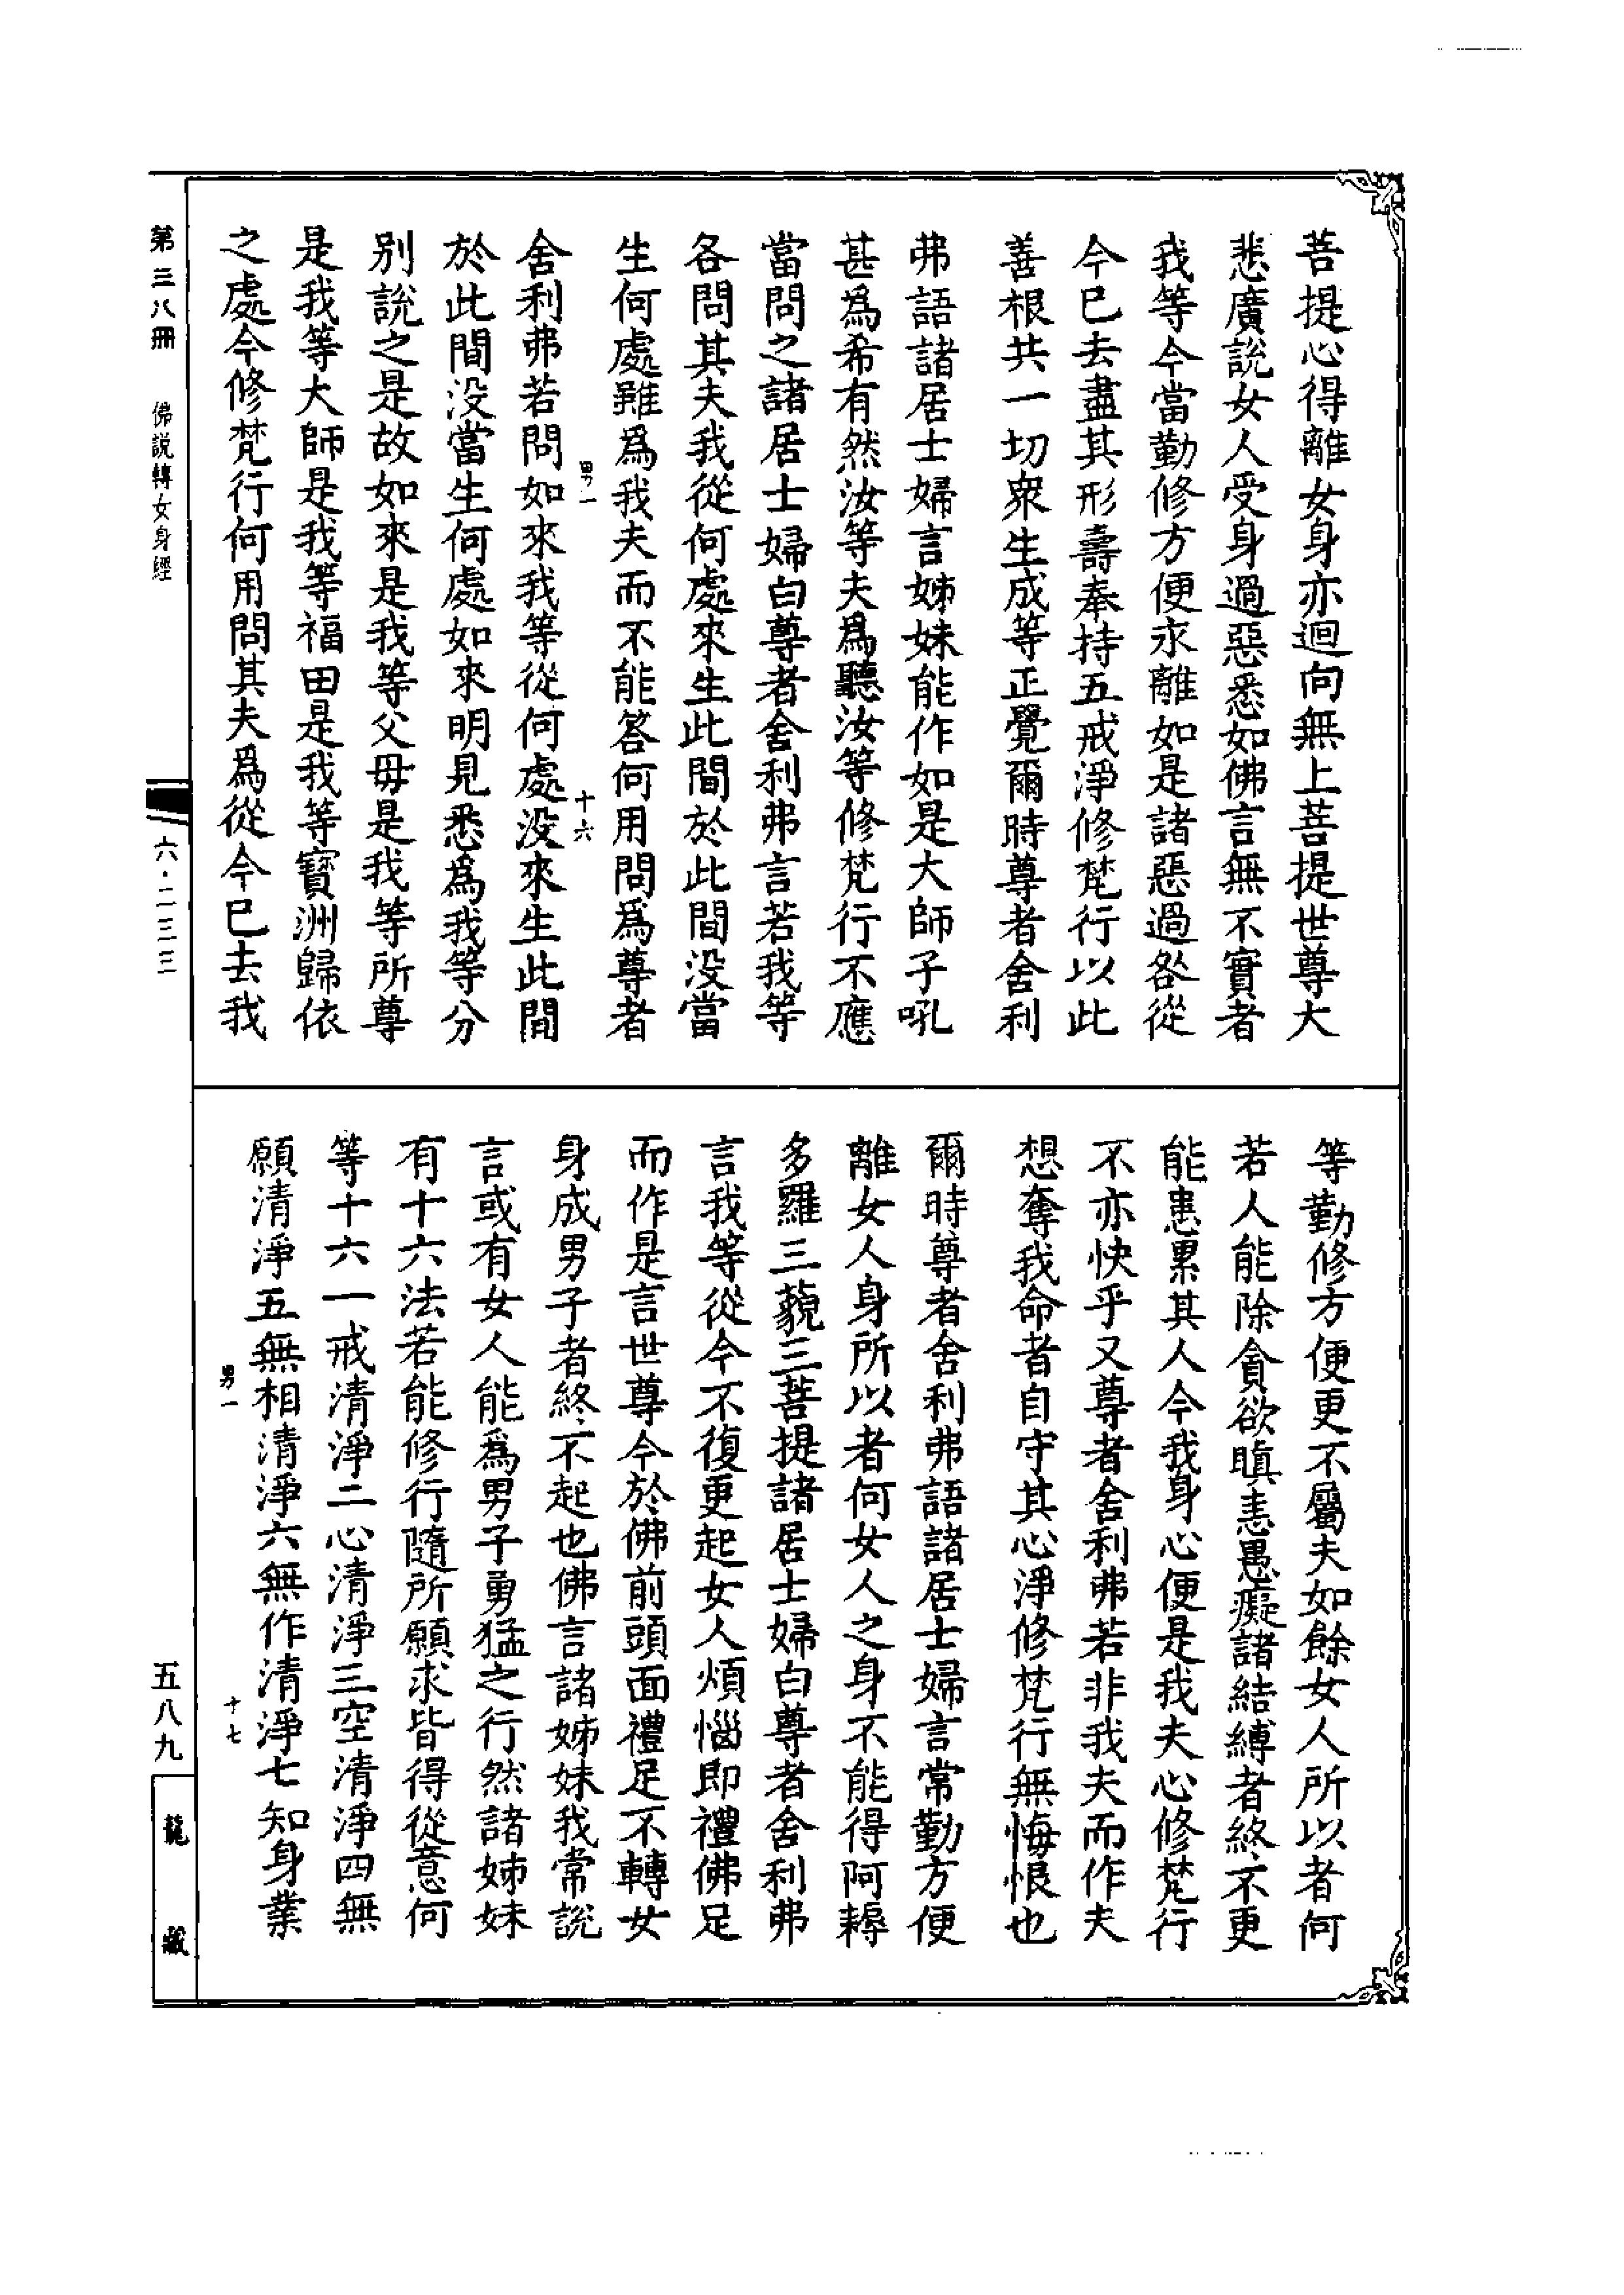 菩提心得離女身亦迴向無上菩提世尊大
悲廣說女人受身過惡悉如佛言無不實者
我等今當勤修方便永離如是諸惡過咎從
今已去盡其形壽奉持五戒淨修梵行以此
善根共一切衆生成等正覺爾時尊者舍利
弗語諸居士婦言姊妹能作如是大師子吼
甚爲希有然汝等夫爲聽汝等修梵行不應
當問之諸居士婦白尊者舍利弗言若我等
各問其夫我從何處來生此間於此間没當
生何處雖爲我夫而不能答何用問爲尊者
男一 十六
舍利弗若問如來我等從何處没來生此間
於此間没當生何處如來明見悉爲我等分
別說之是故如來是我等父母是我等所尊
是我等大師是我等福田是我等寶洲歸依
之處今修梵行何用問其夫爲從今已去我
等勤修方便更不屬夫如餘女人所以者何
若人能除貪欲瞋恚愚癡諸結縛者終不更
能患累其人今我身心便是我夫心修梵行
不亦快乎又尊者舍利弗若非我夫而作夫
想奪我命者自守其心淨修梵行無悔恨也
爾時尊者舍利弗語諸居士婦言常勤方便
離女人身所以者何女人之身不能得阿耨
多羅三藐三菩提諸居士婦白尊者舍利弗
言我等從今不復更起女人煩惱即禮佛足
而作是言世尊今於佛前頭面禮足不轉女
身成男子者終不起也佛言諸姊妹我常說
言或有女人能爲男子勇猛之行然諸姊妹
有十六法若能修行隨所願求皆得從意何
等十六一戒清淨二心清淨三空清淨四無
願清淨五無相清淨六無作清淨七知身業
男一 十七
第三八冊 佛說轉女身經
六·二三三
五八九
龍藏